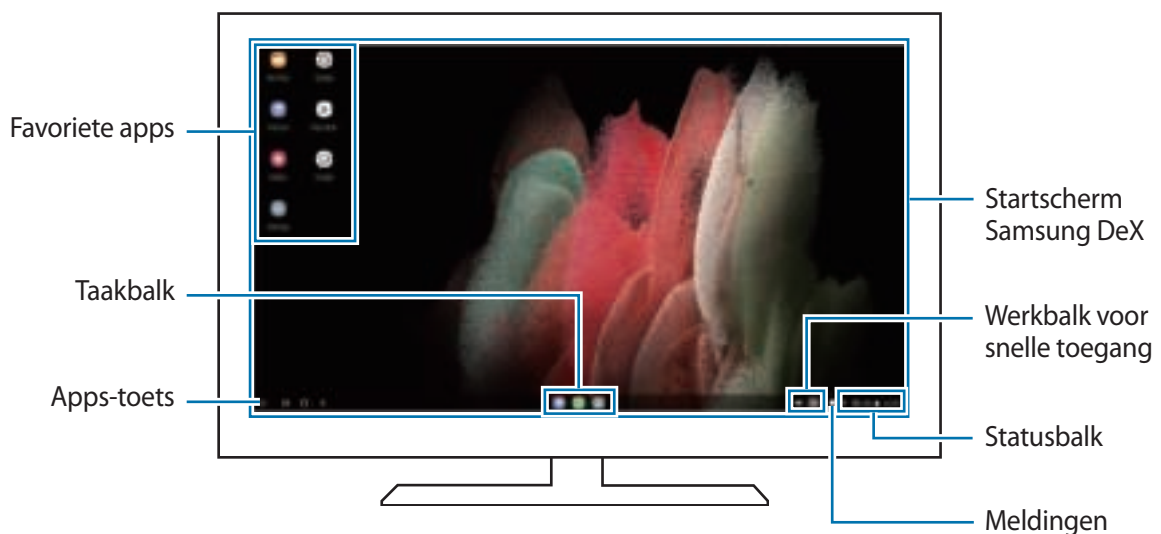 Favoriete apps
Taakbalk
Apps-toets
Startscherm
Samsung DeX
Werkbalk voor
snelle toegang
Statusbalk
Meldingen